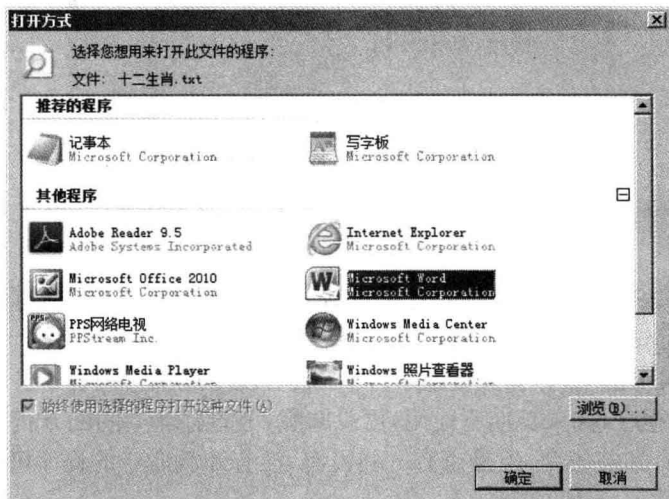 打开方式
选择您想用来打开此文件的程序:
文件: 十二生肖.txt
推荐的程序
记事本
Microsoft Corporation
写字板
Microsoft Corporation
其他程序
Adobe Reader 9.5
Adobe Systems Incorporated
Internet Explorer
Microsoft Corporation
Microsoft Office 2010
Microsoft Corporation
Microsoft Word
Microsoft Corporation
PPS网络电视
PPStream Inc.
Windows Media Center
Microsoft Corporation
Windows Media Player
Microsoft Corporation
Windows 照片查看器
Microsoft Corporation
始终使用选择的程序打开这种文件(A)
浏览(B)...
确定
取消